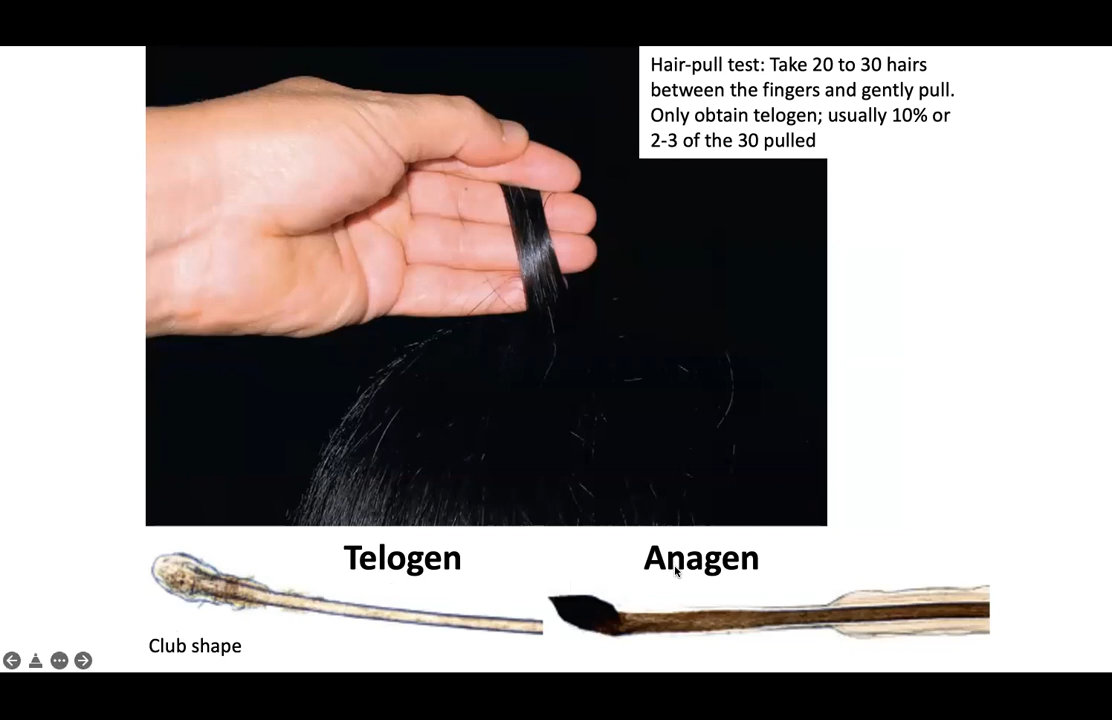 Hair-pull test: Take 20 to 30 hairs
between the fingers and gently pull.
Only obtain telogen; usually 10% or
2-3 of the 30 pulled
Telogen
Anagen
Club shape